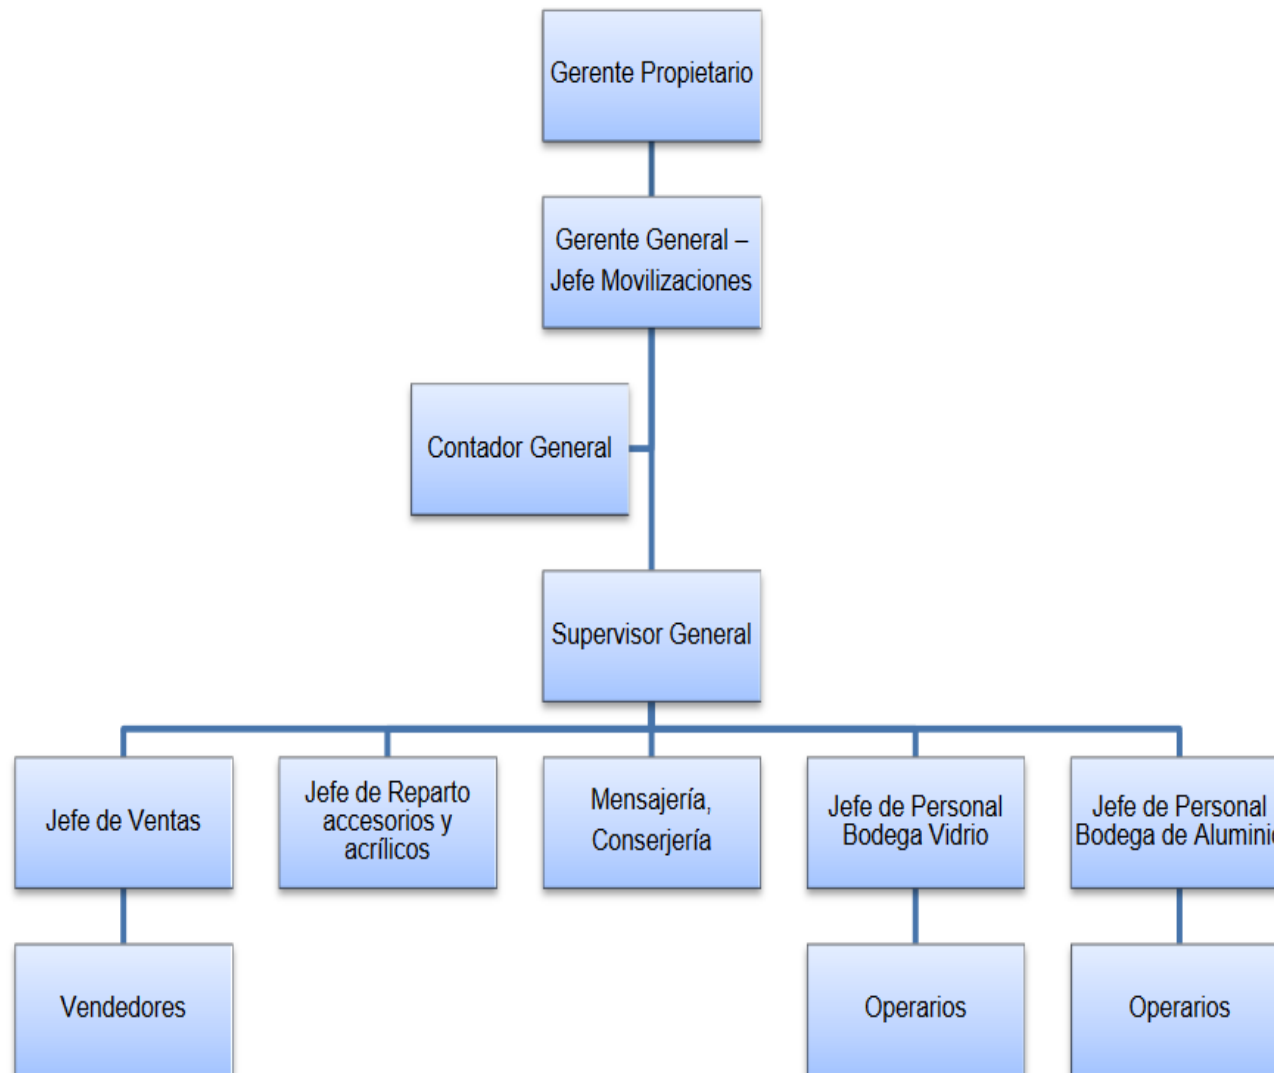 Gerente Propietario
Gerente General –
Jefe Movilizaciones
Contador General
Supervisor General
Jefe de Ventas
Jefe de Reparto
accesorios y
acrílicos
Mensajería,
Conserjería
Jefe de Personal
Bodega Vidrio
Jefe de Personal
Bodega de Aluminio
Vendedores
Operarios
Operarios